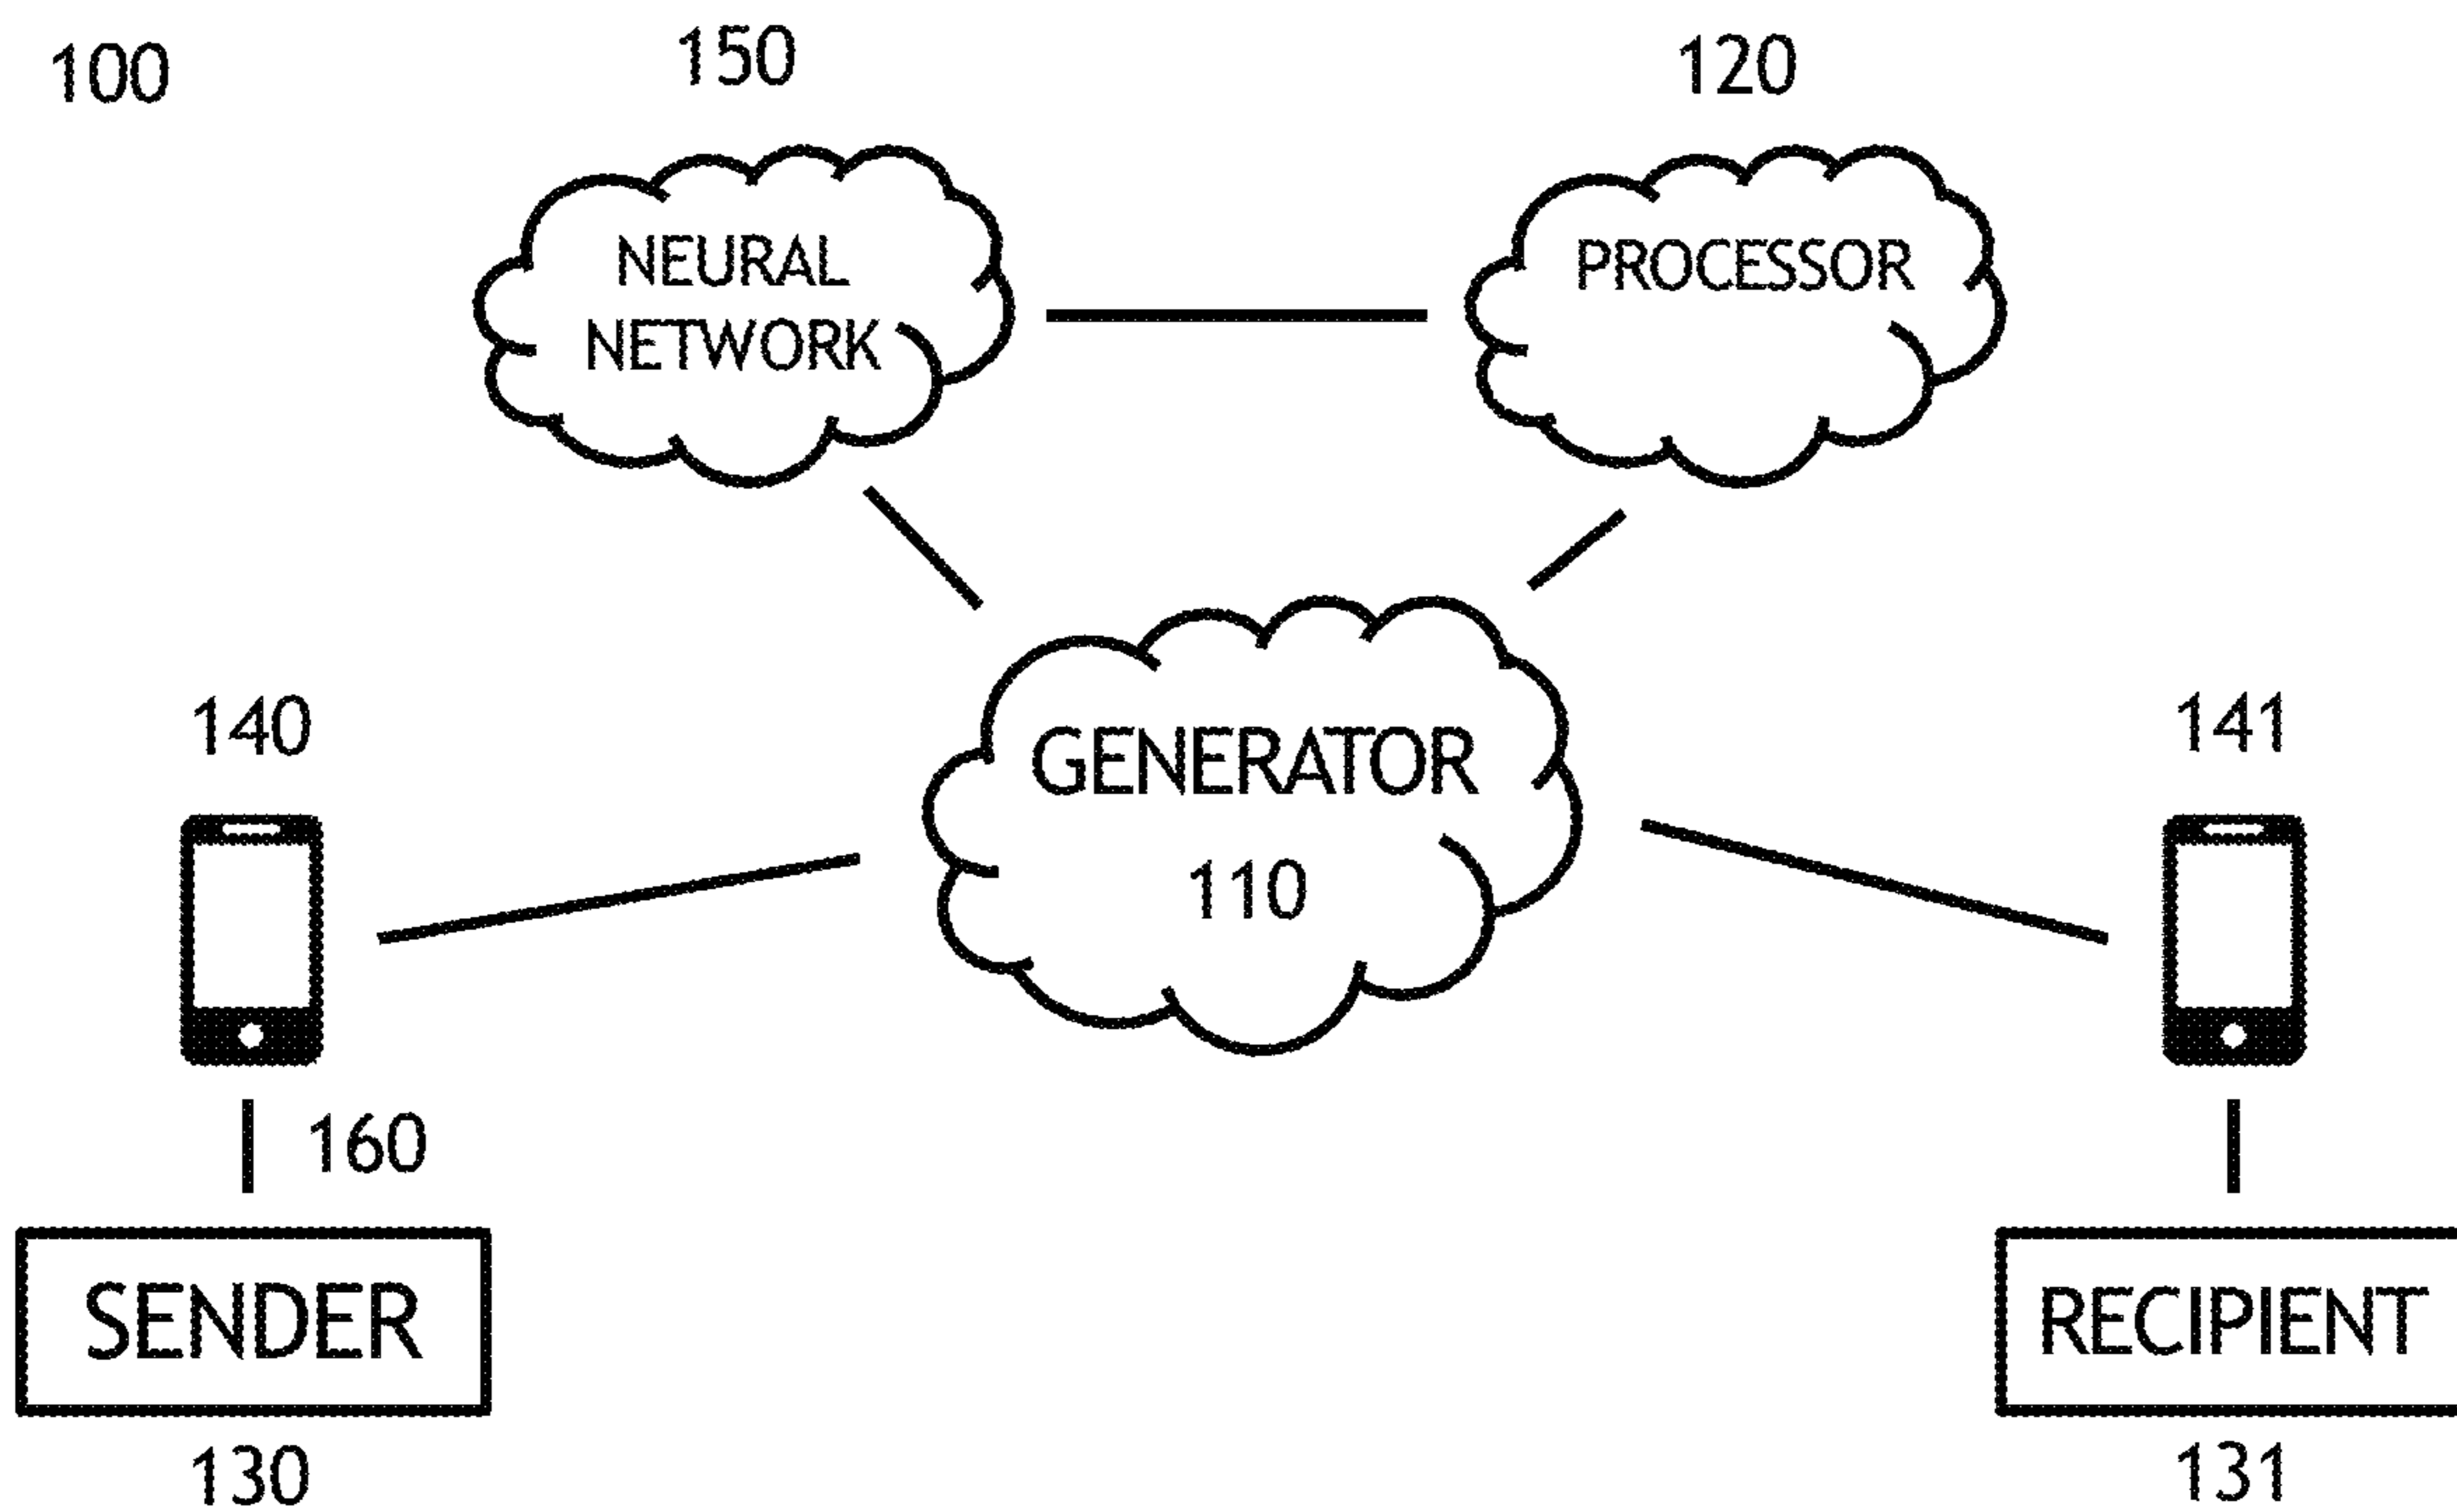 100
150
120
NEURAL
NETWORK
PROCESSOR
140
GENERATOR
110
141
160
SENDER
130
RECIPIENT
131